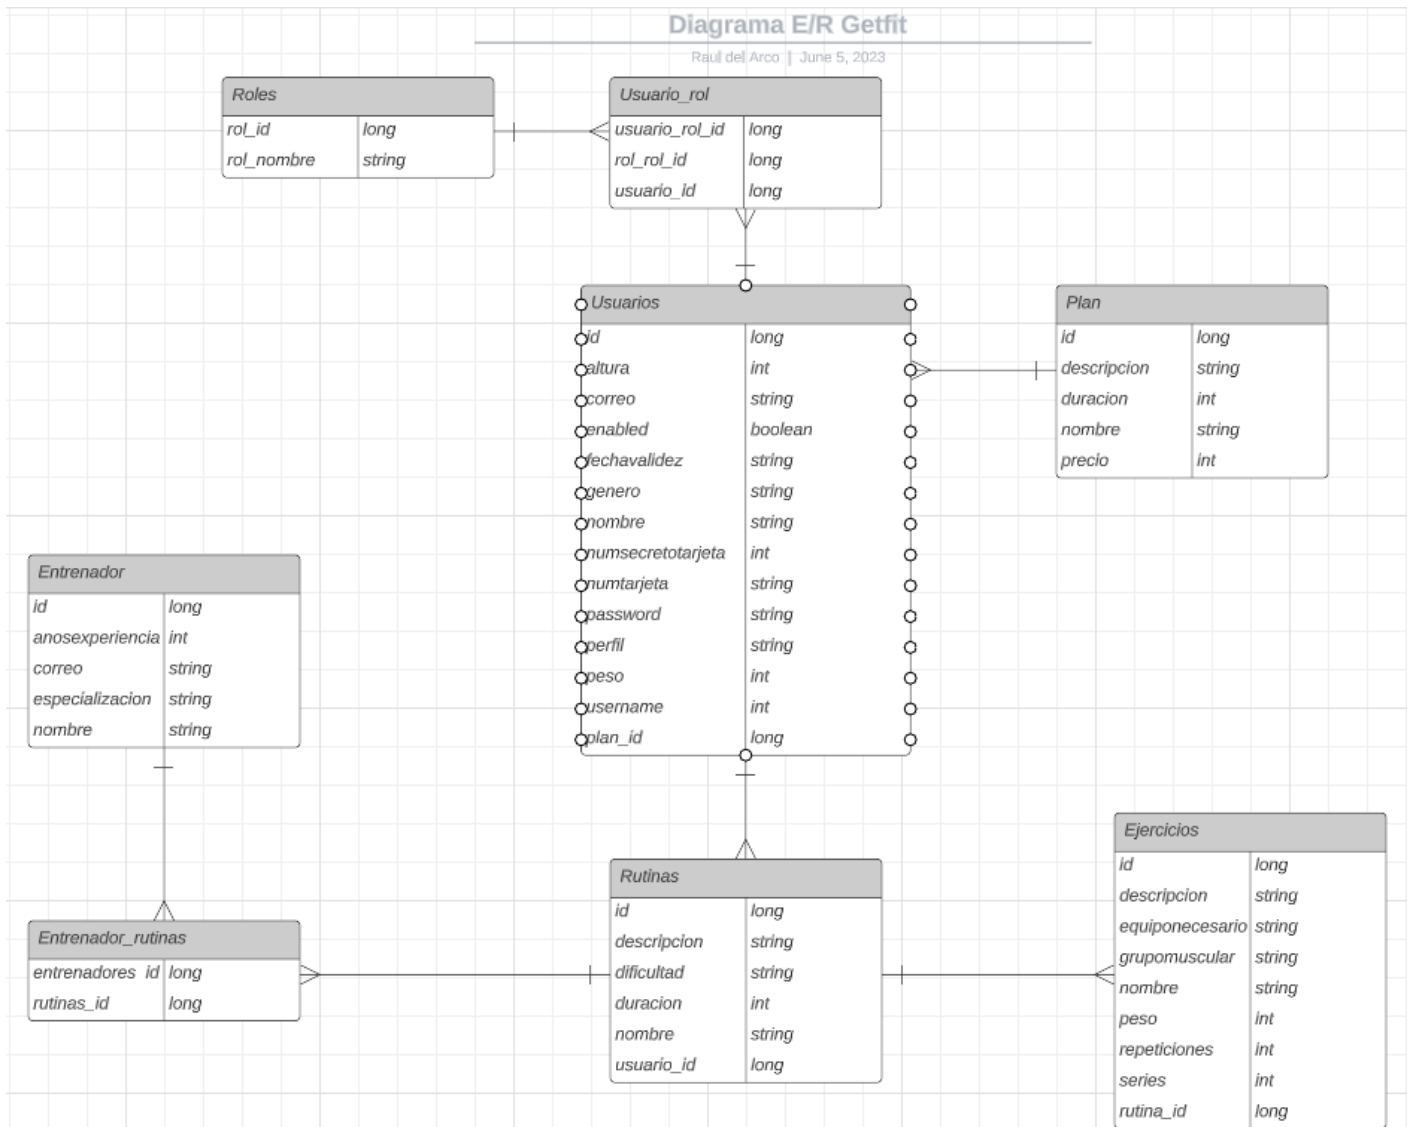 Diagrama E/R Getfit
Raul del Arco | June 5, 2023
Roles
rol_id long
rol_nombre string
Usuario_rol
usuario_rol_id long
rol_rol_id long
usuario_id long
Usuarios
id long
altura int
correo string
enabled boolean
fechavalidez string
genero string
nombre string
numsecretotarjeta int
numtarjeta string
password string
perfil string
peso int
username int
plan_id long
Plan
id long
descripcion string
duracion int
nombre string
precio int
Entrenador
id long
anosexperiencia int
correo string
especializacion string
nombre string
Entrenador_rutinas
entrenadores id long
rutinas_id long
Rutinas
id long
descripcion string
dificultad string
duracion int
nombre string
usuario_id long
Ejercicios
id long
descripcion string
equiponecesario string
grupomuscular string
nombre string
peso int
repeticiones int
series int
rutina_id long